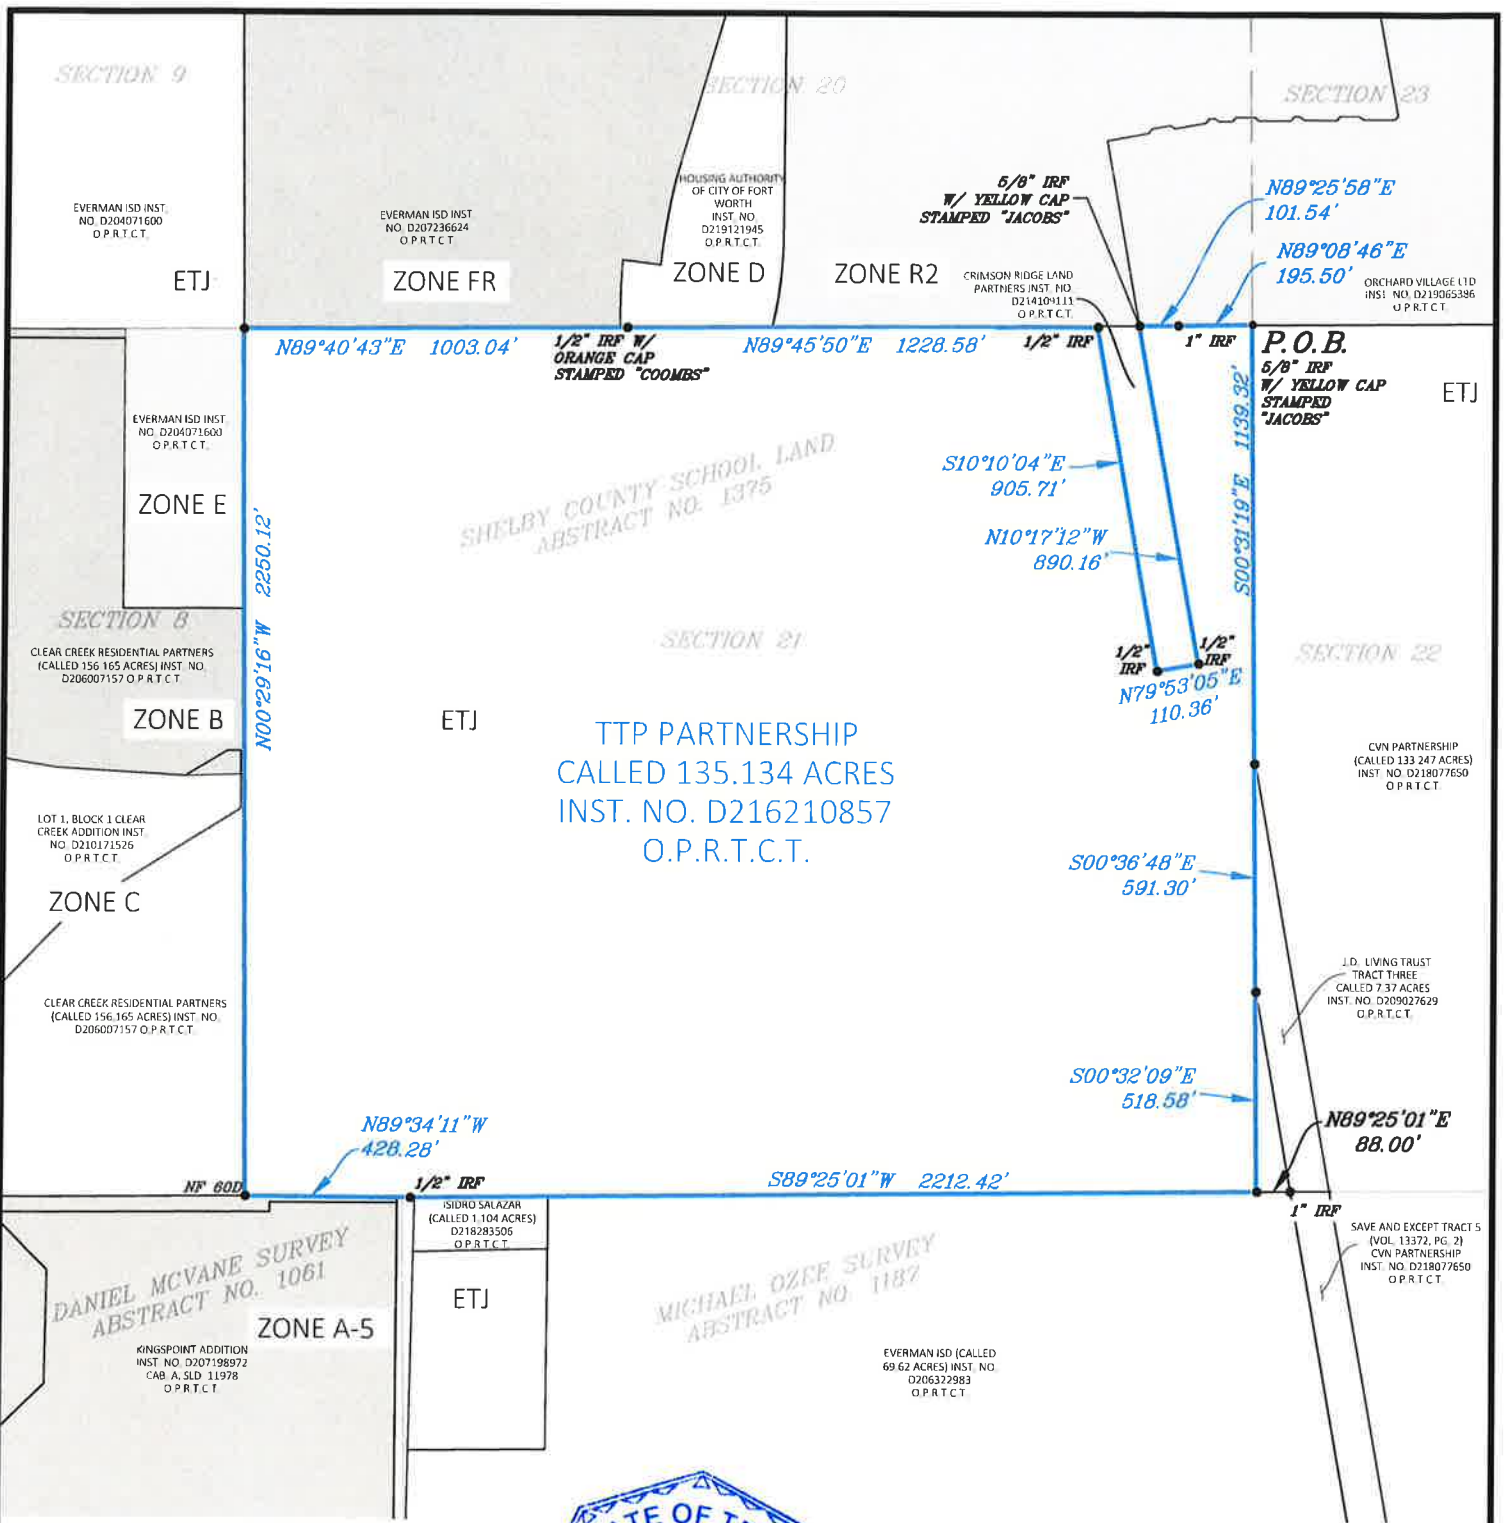 SECTION 9
SECTION 20
SECTION 23
EVERMAN ISD INST.
NO. D204071600
O.P.R.T.C.T.
ETJ
EVERMAN ISD INST
NO. D207236624
O P R T C T
ZONE FR
HOUSING AUTHORITY
OF CITY OF FORT
WORTH
INST. NO.
D219121945
O.P.R.T.C.T.
ZONE D
ZONE R2
5/8" IRF
W/ YELLOW CAP
STAMPED "JACOBS"
CRIMSON RIDGE LAND
PARTNERS INST. NO.
D214109111
O P R T C T
N89°25'58"E
101.54'
N89°08'46"E
195.50'
ORCHARD VILLAGE LTD
INST. NO. D219065386
O.P.R.T.C.T.
N89°40'43"E 1003.04'
1/2" IRF W/
ORANGE CAP
STAMPED "COOMBS"
N89°45'50"E 1228.58'
1/2" IRF
1" IRF
P.O.B.
5/8" IRF
W/ YELLOW CAP
STAMPED
"JACOBS"
ETJ
S00°31'19"E 1139.32'
EVERMAN ISD INST.
NO. D204071600
O P R T C T
ZONE E
SHELBY COUNTY SCHOOL LAND
ABSTRACT NO. 1375
S10°10'04"E
905.71'
N10°17'12"W
890.16'
N00°29'16"W 2250.12'
SECTION 8
CLEAR CREEK RESIDENTIAL PARTNERS
(CALLED 156 165 ACRES) INST. NO.
D206007157 O P R T C T
ZONE B
SECTION 21
1/2"
IRF
1/2"
IRF
N79°53'05"E
110.36'
SECTION 22
ETJ
TTP PARTNERSHIP
CALLED 135.134 ACRES
INST. NO. D216210857
O.P.R.T.C.T.
CVN PARTNERSHIP
(CALLED 133 247 ACRES)
INST. NO. D218077650
O P R T C T
LOT 1, BLOCK 1 CLEAR
CREEK ADDITION INST.
NO. D210171526
O P R T C T
ZONE C
S00°36'48"E
591.30'
J.D. LIVING TRUST
TRACT THREE
CALLED 7.37 ACRES
INST. NO. D209027629
O.P.R.T.C.T.
CLEAR CREEK RESIDENTIAL PARTNERS
(CALLED 156.165 ACRES) INST. NO.
D206007157 O.P R T C T
S00°32'09"E
518.58'
N89°34'11"W
428.28'
N89°25'01"E
88.00'
NF 60D
1/2" IRF
S89°25'01"W 2212.42'
1" IRF
ISIDRO SALAZAR
(CALLED 1.104 ACRES)
D218283506
O P R T C T
SAVE AND EXCEPT TRACT 5
(VOL. 13372, PG. 2)
CVN PARTNERSHIP
INST. NO. D218077650
O P R T C T
DANIEL MCVANE SURVEY
ABSTRACT NO. 1061
ETJ
MICHAEL OZEE SURVEY
ABSTRACT NO. 1187
ZONE A-5
KINGSPOINT ADDITION
INST NO. D207198972
CAB. A, SLD 11978
O P R T C T
EVERMAN ISD (CALLED
69.62 ACRES) INST. NO.
D206322983
O.P R T C T
OF